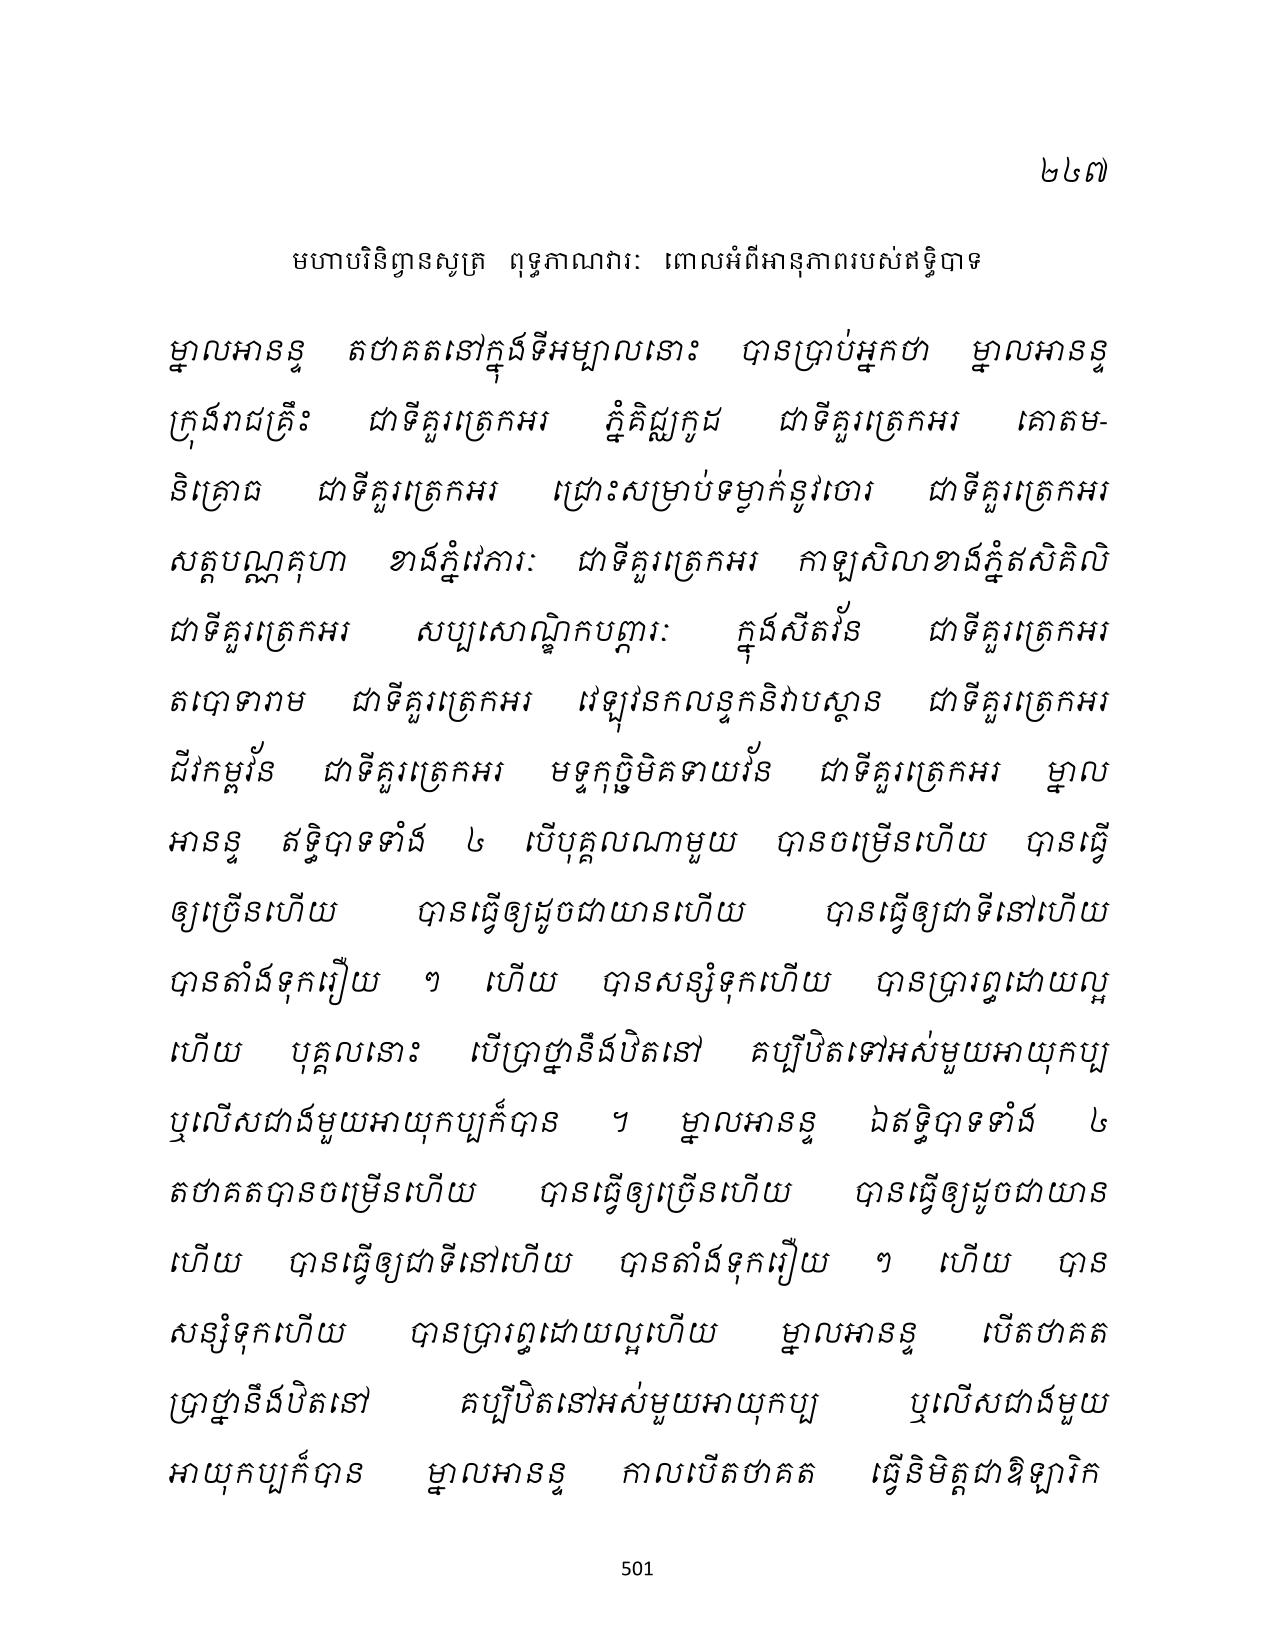 ២៤៧
មហាបរិនិព្វានសូត្រ ពុទ្ធភាណវារៈ ពោលអំពីអានុភាពរបស់ឥទ្ធិបាទ
ម្នាលអានន្ទ តថាគតនៅក្នុងទីអម្បាលនោះ បានប្រាប់អ្នកថា ម្នាលអានន្ទ
ក្រុងរាជគ្រឹះ ជាទីគួរត្រេកអរ ភ្នំគិជ្ឈកូដ ជាទីគួរត្រេកអរ គោតម-
និគ្រោធ ជាទីគួរត្រេកអរ ជ្រោះសម្រាប់ទម្លាក់នូវចោរ ជាទីគួរត្រេកអរ
សត្តបណ្ណគុហា ខាងភ្នំវេភារៈ ជាទីគួរត្រេកអរ កាឡសិលាខាងភ្នំឥសិគិលិ
ជាទីគួរត្រេកអរ សប្បសោណ្ឌិកបព្ភារៈ ក្នុងសីតវ័ន ជាទីគួរត្រេកអរ
តបោទារាម ជាទីគួរត្រេកអរ វេឡុវនកលន្ទកនិវាបស្ថាន ជាទីគួរត្រេកអរ
ជីវកម្ពវ័ន ជាទីគួរត្រេកអរ មទ្ទកុច្ឆិមិគទាយវ័ន ជាទីគួរត្រេកអរ ម្នាល
អានន្ទ ឥទ្ធិបាទទាំង ៤ បើបុគ្គលណាមួយ បានចម្រើនហើយ បានធ្វើ
ឲ្យច្រើនហើយ បានធ្វើឲ្យដូចជាយានហើយ បានធ្វើឲ្យជាទីនៅហើយ
បានតាំងទុករឿយ ៗ ហើយ បានសន្សំទុកហើយ បានប្រារព្ធដោយល្អ
ហើយ បុគ្គលនោះ បើប្រាថ្នានឹងឋិតនៅ គប្បីឋិតទៅអស់មួយអាយុកប្ប
ឬលើសជាងមួយអាយុកប្បក៏បាន ។ ម្នាលអានន្ទ ឯឥទ្ធិបាទទាំង ៤
តថាគតបានចម្រើនហើយ បានធ្វើឲ្យច្រើនហើយ បានធ្វើឲ្យដូចជាយាន
ហើយ បានធ្វើឲ្យជាទីនៅហើយ បានតាំងទុករឿយ ៗ ហើយ បាន
សន្សំទុកហើយ បានប្រារព្ធដោយល្អហើយ ម្នាលអានន្ទ បើតថាគត
ប្រាថ្នានឹងឋិតនៅ គប្បីឋិតនៅអស់មួយអាយុកប្ប ឬលើសជាងមួយ
អាយុកប្បក៏បាន ម្នាលអានន្ទ កាលបើតថាគត ធ្វើនិមិត្តជាឱឡារិក
501